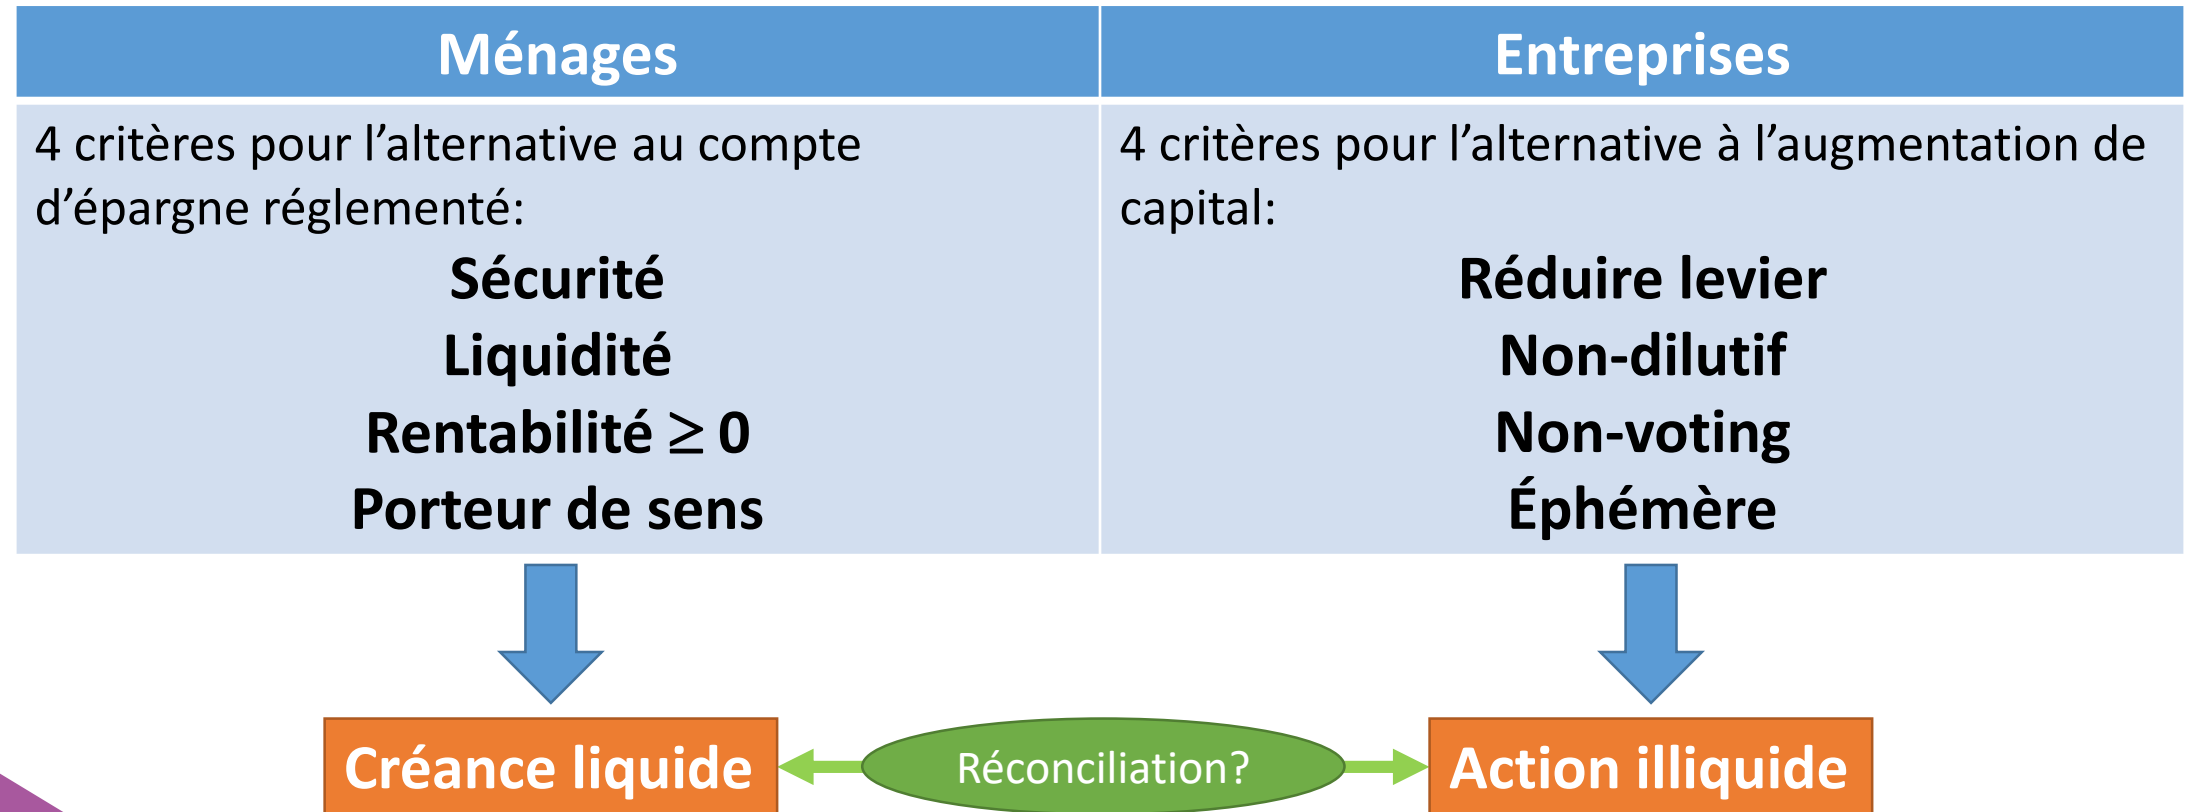 Ménages
Entreprises
4 critères pour l’alternative au compte
d’épargne réglementé:
Sécurité
Liquidité
Rentabilité ≥ 0
Porteur de sens
4 critères pour l’alternative à l’augmentation de
capital:
Réduire levier
Non-dilutif
Non-voting
Éphémère
Créance liquide
Réconciliation?
Action illiquide